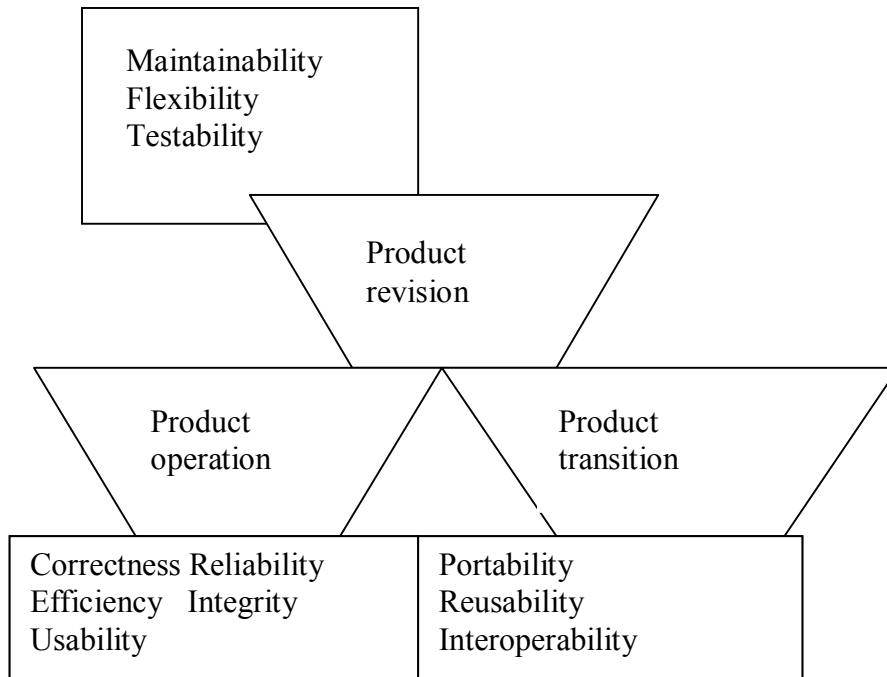 Maintainability
Flexibility
Testability
Product
revision
Product
operation
Product
transition
Correctness Reliability
Efficiency Integrity
Usability
Portability
Reusability
Interoperability